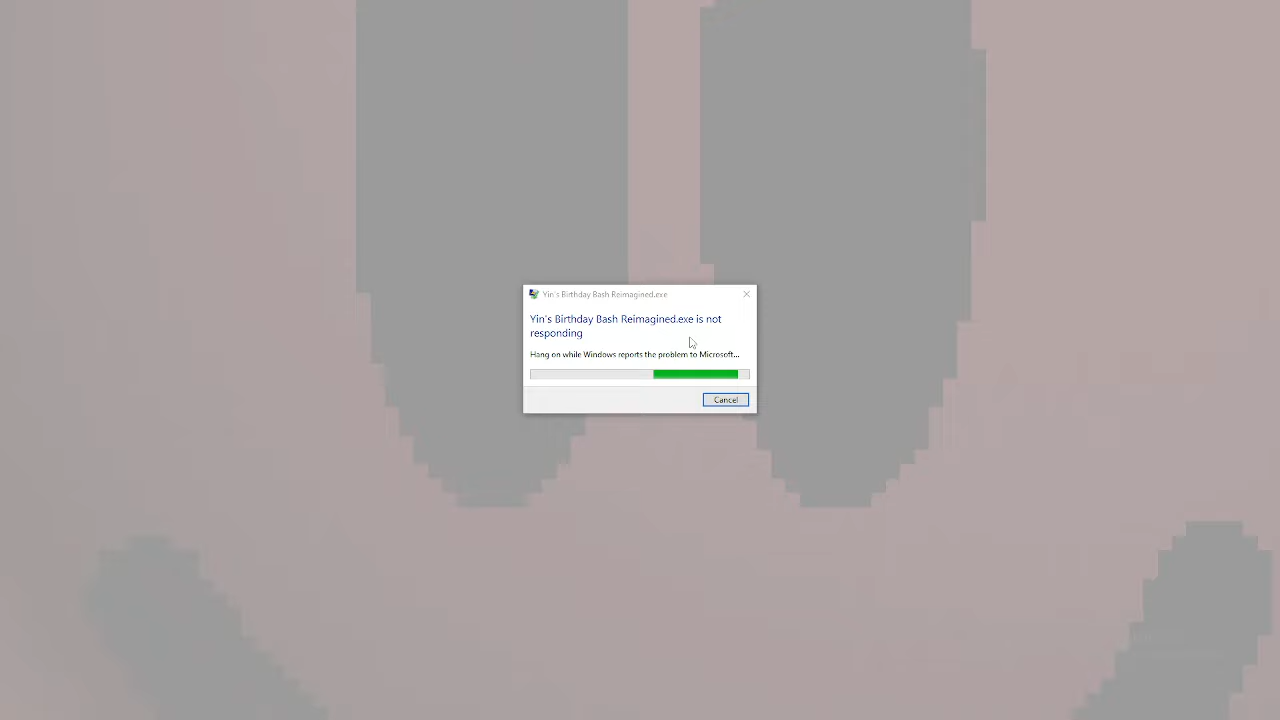 Yin's Birthday Bash Reimagined.exe
Yin's Birthday Bash Reimagined.exe is not
responding
Hang on while Windows reports the problem to Microsoft...
Cancel